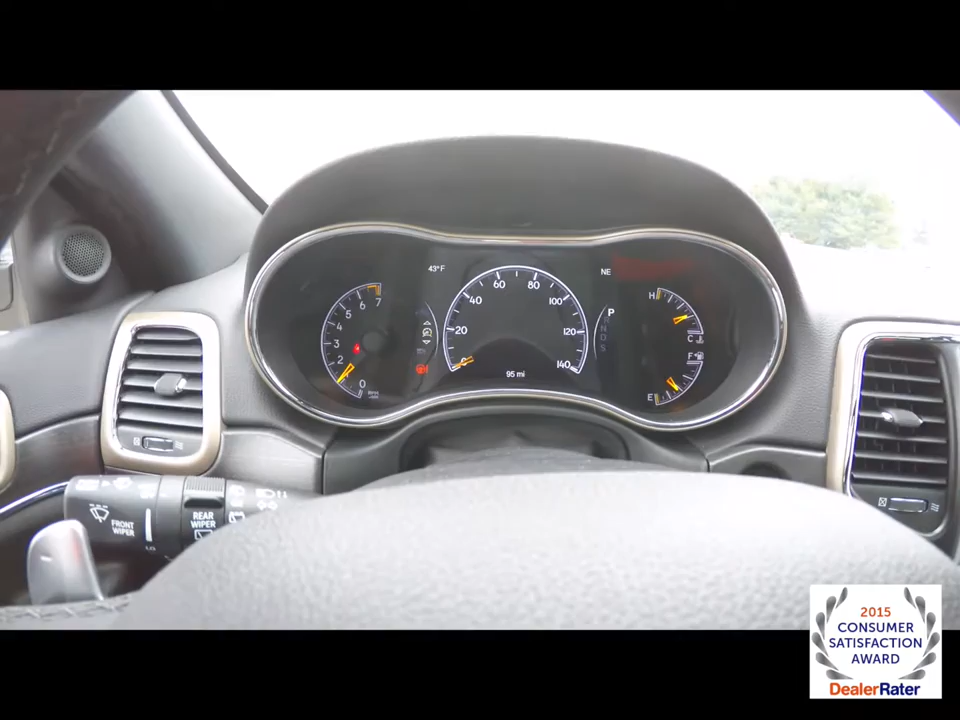 43°F
NE
0 1 2 3 4 5 6 7
0 20 40 60 80 100 120 140
95 mi
P
R
N
D
S
H
C
F
E
FRONT
WIPER
REAR
WIPER
2015
CONSUMER
SATISFACTION
AWARD
DealerRater